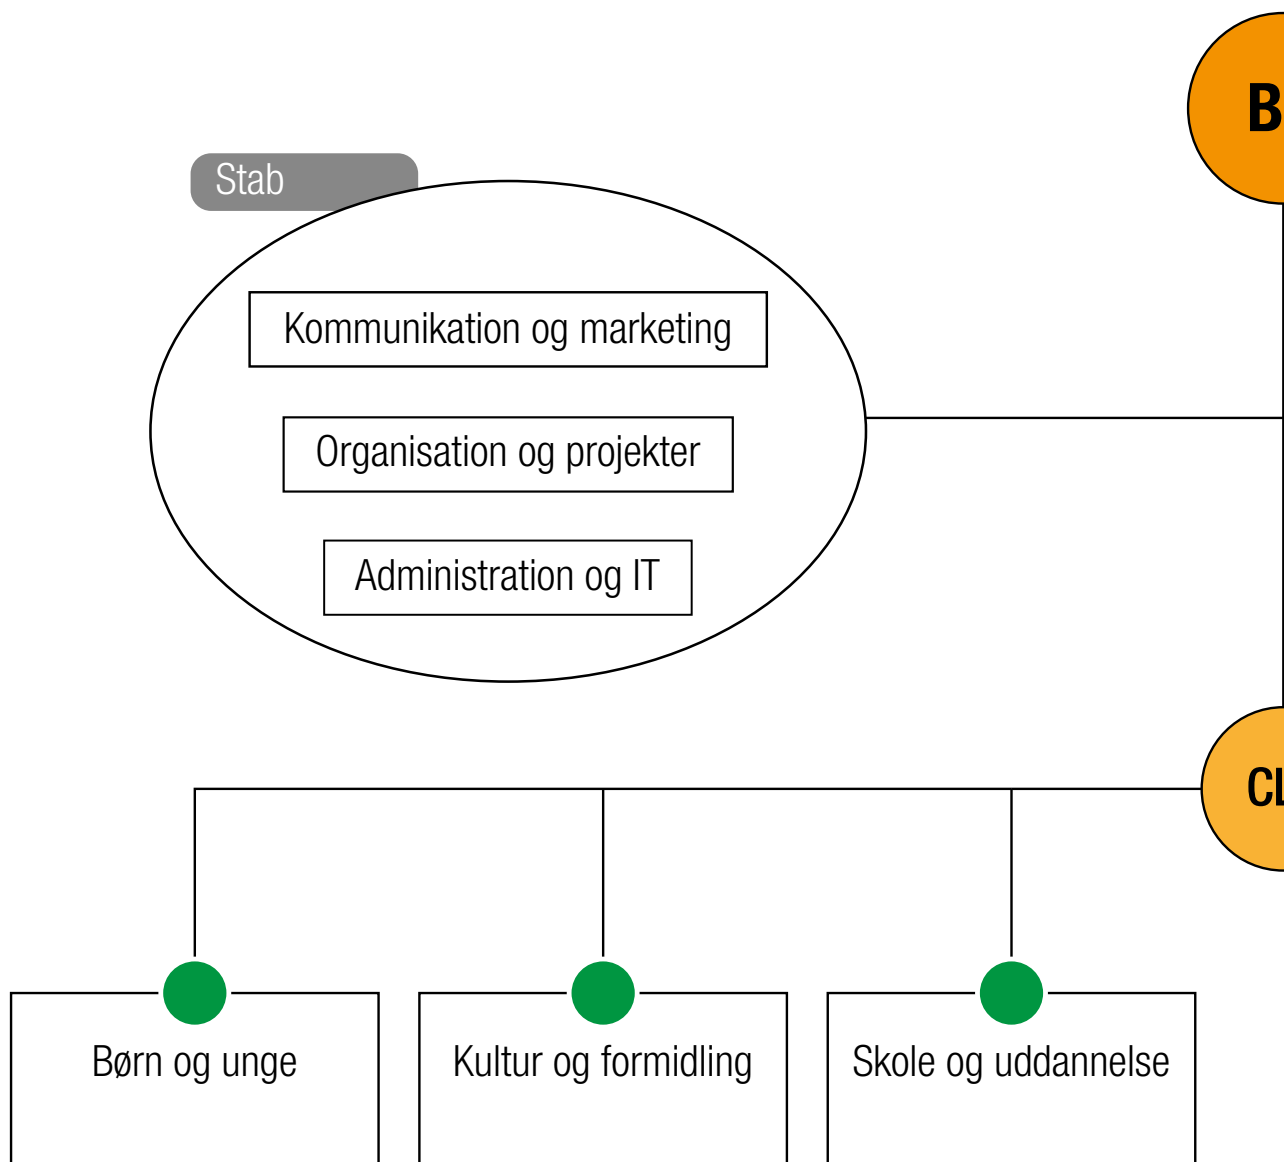 Stab
Kommunikation og marketing
Organisation og projekter
Administration og IT
Børn og unge
Kultur og formidling
Skole og uddannelse